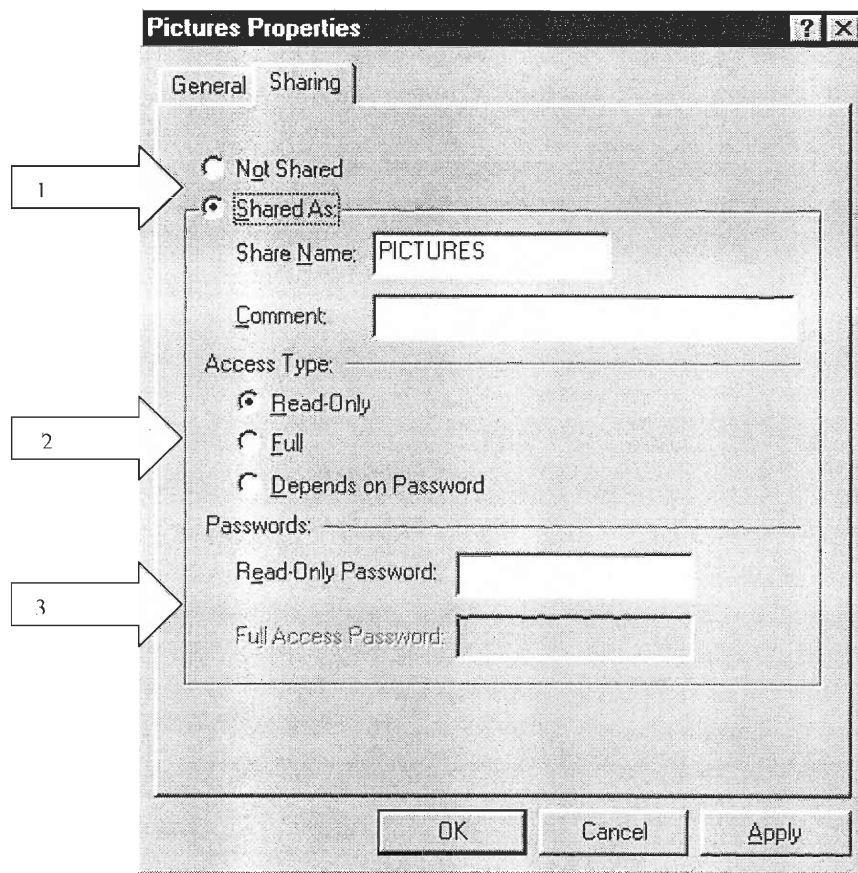 Pictures Properties
General Sharing
1
Not Shared
Shared As:
Share Name: PICTURES
Comment:
Access Type:
2
Read-Only
Full
Depends on Password
Passwords:
3
Read-Only Password:
Full Access Password:
OK Cancel Apply